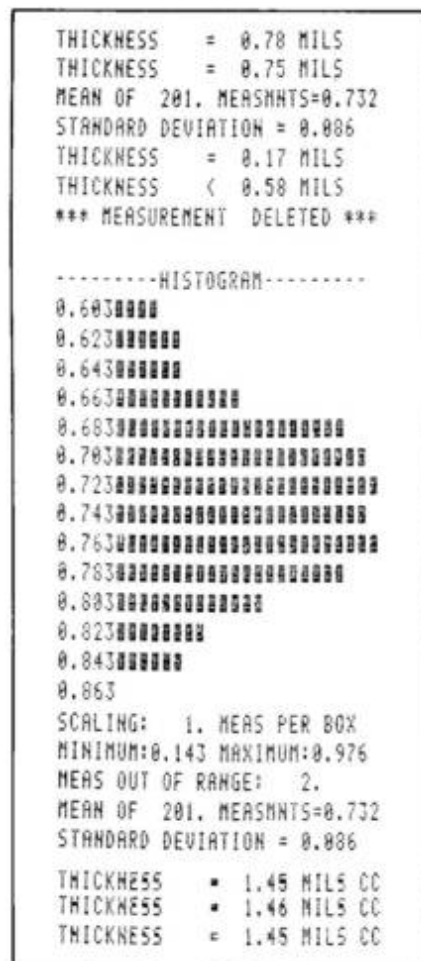 THICKNESS = 0.78 MILS
THICKNESS = 0.75 MILS
MEAN OF 201. MEASMNTS=0.732
STANDARD DEVIATION = 0.086
THICKNESS = 0.17 MILS
THICKNESS < 0.58 MILS
*** MEASUREMENT DELETED ***
---------HISTOGRAM---------
0.603
0.623
0.643
0.663
0.683
0.703
0.723
0.743
0.763
0.783
0.803
0.823
0.843
0.863
SCALING: 1. MEAS PER BOX
MINIMUM:0.143 MAXIMUM:0.976
MEAS OUT OF RANGE: 2.
MEAN OF 201. MEASMNTS=0.732
STANDARD DEVIATION = 0.086
THICKNESS = 1.45 MILS CC
THICKNESS = 1.46 MILS CC
THICKNESS = 1.45 MILS CC